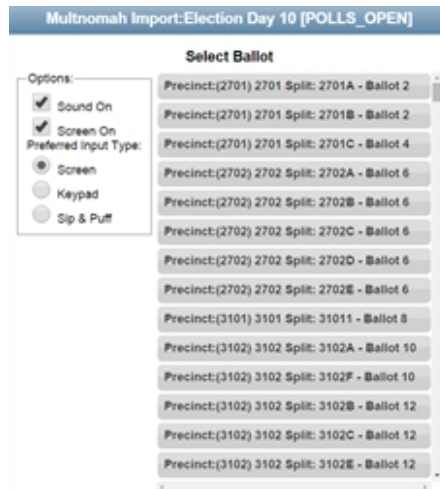 Multnomah Import:Election Day 10 [POLLS_OPEN]
Select Ballot
Options:
Sound On
Screen On
Preferred Input Type:
Screen
Keypad
Sip & Puff
Precinct:(2701) 2701 Split: 2701A - Ballot 2
Precinct:(2701) 2701 Split: 2701B - Ballot 2
Precinct:(2701) 2701 Split: 2701C - Ballot 4
Precinct:(2702) 2702 Split: 2702A - Ballot 6
Precinct:(2702) 2702 Split: 2702B - Ballot 6
Precinct:(2702) 2702 Split: 2702C - Ballot 6
Precinct:(2702) 2702 Split: 2702D - Ballot 6
Precinct:(2702) 2702 Split: 2702E - Ballot 6
Precinct:(3101) 3101 Split: 31011 - Ballot 8
Precinct:(3102) 3102 Split: 3102A - Ballot 10
Precinct:(3102) 3102 Split: 3102F - Ballot 10
Precinct:(3102) 3102 Split: 3102B - Ballot 12
Precinct:(3102) 3102 Split: 3102C - Ballot 12
Precinct:(3102) 3102 Split: 3102E - Ballot 12